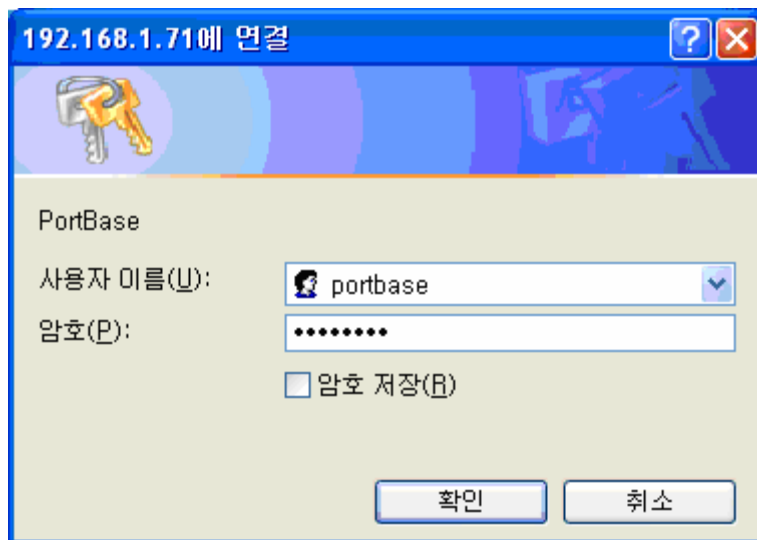 192.168.1.71에 연결
PortBase
사용자 이름(U):
portbase
암호(P):
••••••••
암호 저장(R)
확인
취소